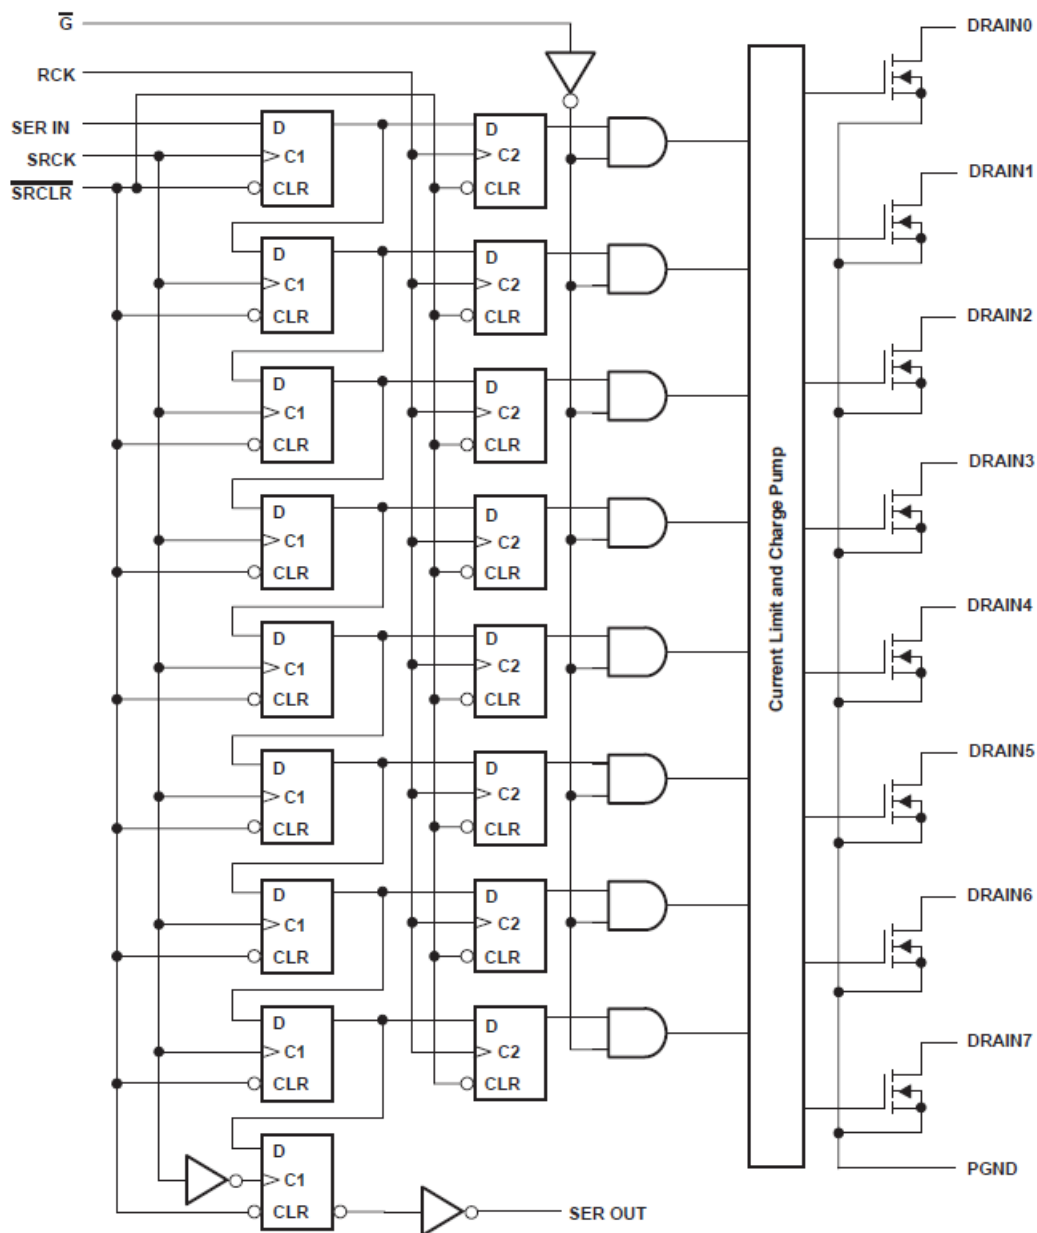 G
DRAIN0
RCK
SER IN
D
D
SRCK
C1
C2
SRCLR
CLR
CLR
DRAIN1
D
D
C1
C2
CLR
CLR
DRAIN2
D
D
C1
C2
CLR
CLR
DRAIN3
D
D
C1
C2
CLR
CLR
Current Limit and Charge Pump
DRAIN4
D
D
C1
C2
CLR
CLR
DRAIN5
D
D
C1
C2
CLR
CLR
DRAIN6
D
D
C1
C2
CLR
CLR
DRAIN7
D
D
C1
C2
CLR
CLR
D
C1
PGND
CLR
SER OUT